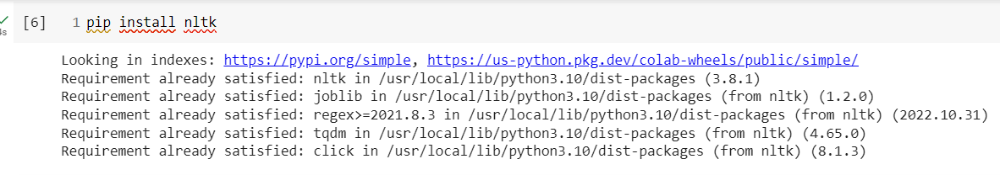 [6] 1 pip install nltk
4s
Looking in indexes: https://pypi.org/simple, https://us-python.pkg.dev/colab-wheels/public/simple/
Requirement already satisfied: nltk in /usr/local/lib/python3.10/dist-packages (3.8.1)
Requirement already satisfied: joblib in /usr/local/lib/python3.10/dist-packages (from nltk) (1.2.0)
Requirement already satisfied: regex>=2021.8.3 in /usr/local/lib/python3.10/dist-packages (from nltk) (2022.10.31)
Requirement already satisfied: tqdm in /usr/local/lib/python3.10/dist-packages (from nltk) (4.65.0)
Requirement already satisfied: click in /usr/local/lib/python3.10/dist-packages (from nltk) (8.1.3)